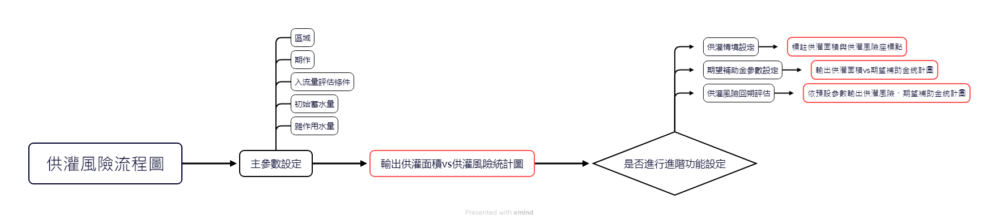 供灌風險流程圖
主參數設定
區域
期作
入流量評估條件
初始蓄水量
雜作用水量
輸出供灌面積vs供灌風險統計圖
是否進行進階功能設定
供灌情境設定
標註供灌面積與供灌風險座標點
期望補助金參數設定
輸出供灌面積vs期望補助金統計圖
供灌風險回朔評估
依預設參數輸出供灌風險、期望補助金統計圖
Presented with xmind